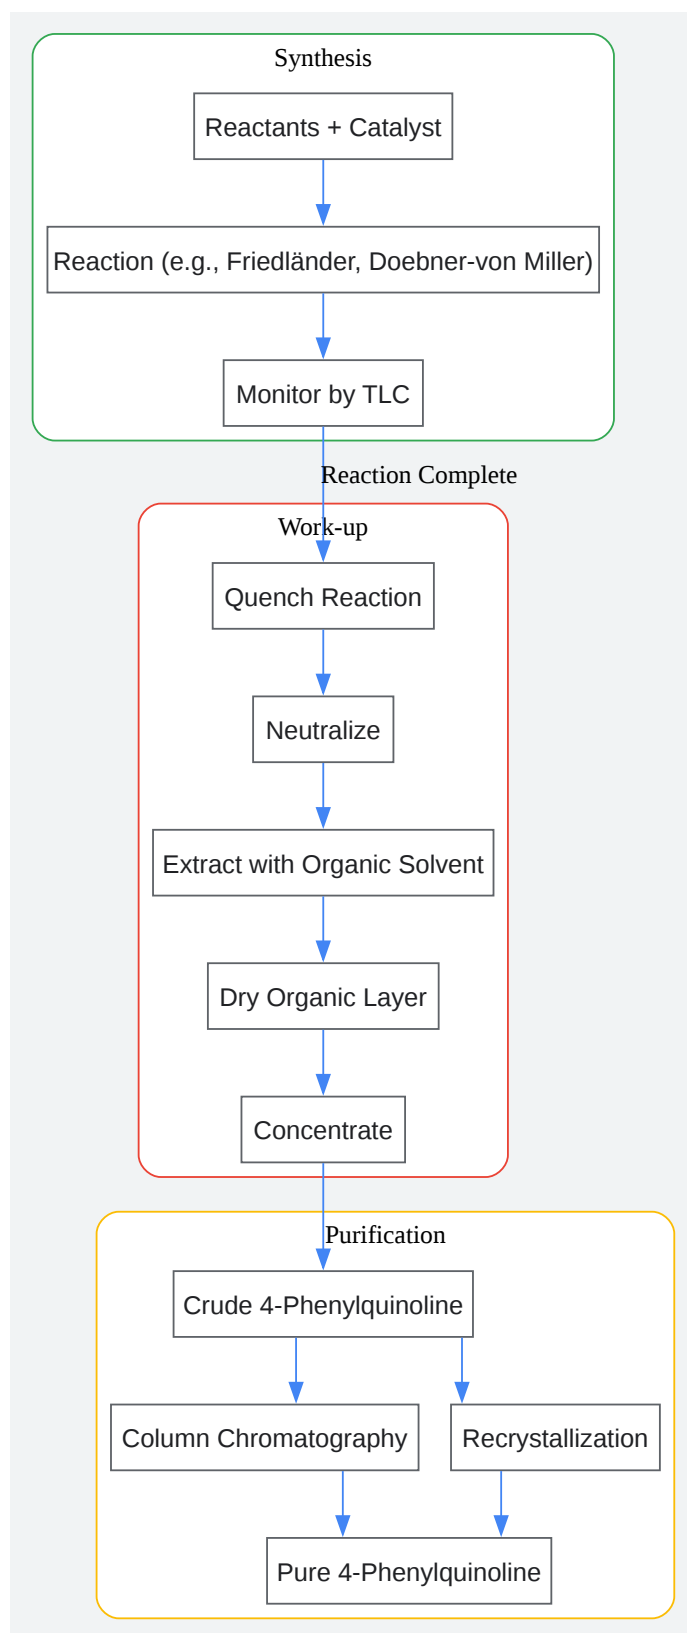 Synthesis
Reactants + Catalyst
Reaction (e.g., Friedländer, Doebner-von Miller)
Monitor by TLC
Reaction Complete
Work-up
Quench Reaction
Neutralize
Extract with Organic Solvent
Dry Organic Layer
Concentrate
Purification
Crude 4-Phenylquinoline
Column Chromatography
Recrystallization
Pure 4-Phenylquinoline